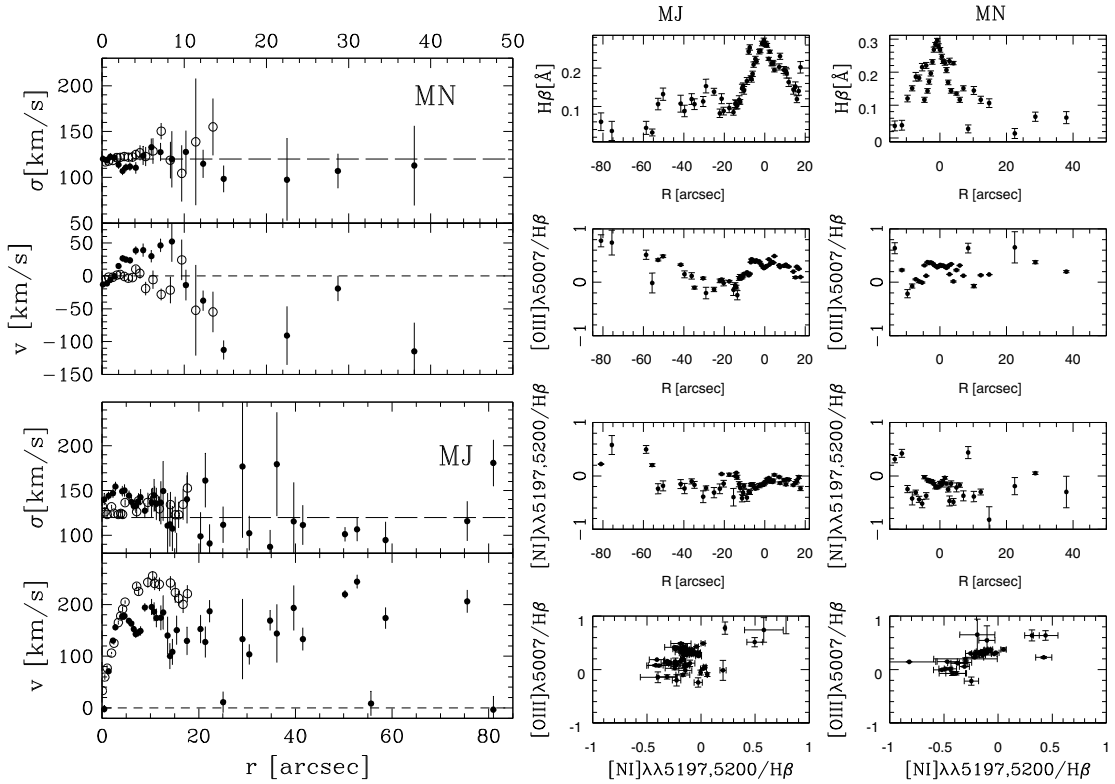 0 10 20 30 40 50
MN
σ[km/s]
200
150
100
50
v [km/s]
50
0
−50
−100
−150
MJ
σ[km/s]
200
150
100
v [km/s]
200
100
0
0 20 40 60 80
r [arcsec]
MJ
Hβ[Å]
0.2
0.1
-80 -60 -40 -20 0
R [arcsec]
[OIII]λ5007/Hβ
1
0
−1
-80 -60 -40 -20 0
R [arcsec]
[NI]λλ5197,5200/Hβ
1
0
−1
-80 -60 -40 -20 0
R [arcsec]
[OIII]λ5007/Hβ
1
0
−1
-1 -0.5 0 0.5 1
[NI]λλ5197,5200/Hβ
MN
Hβ[Å]
0.3
0.2
0.1
0
0 20 40
R [arcsec]
[OIII]λ5007/Hβ
1
0
−1
0 20 40
R [arcsec]
[NI]λλ5197,5200/Hβ
1
0
−1
0 20 40
R [arcsec]
[OIII]λ5007/Hβ
1
0
−1
-1 -0.5 0 0.5 1
[NI]λλ5197,5200/Hβ